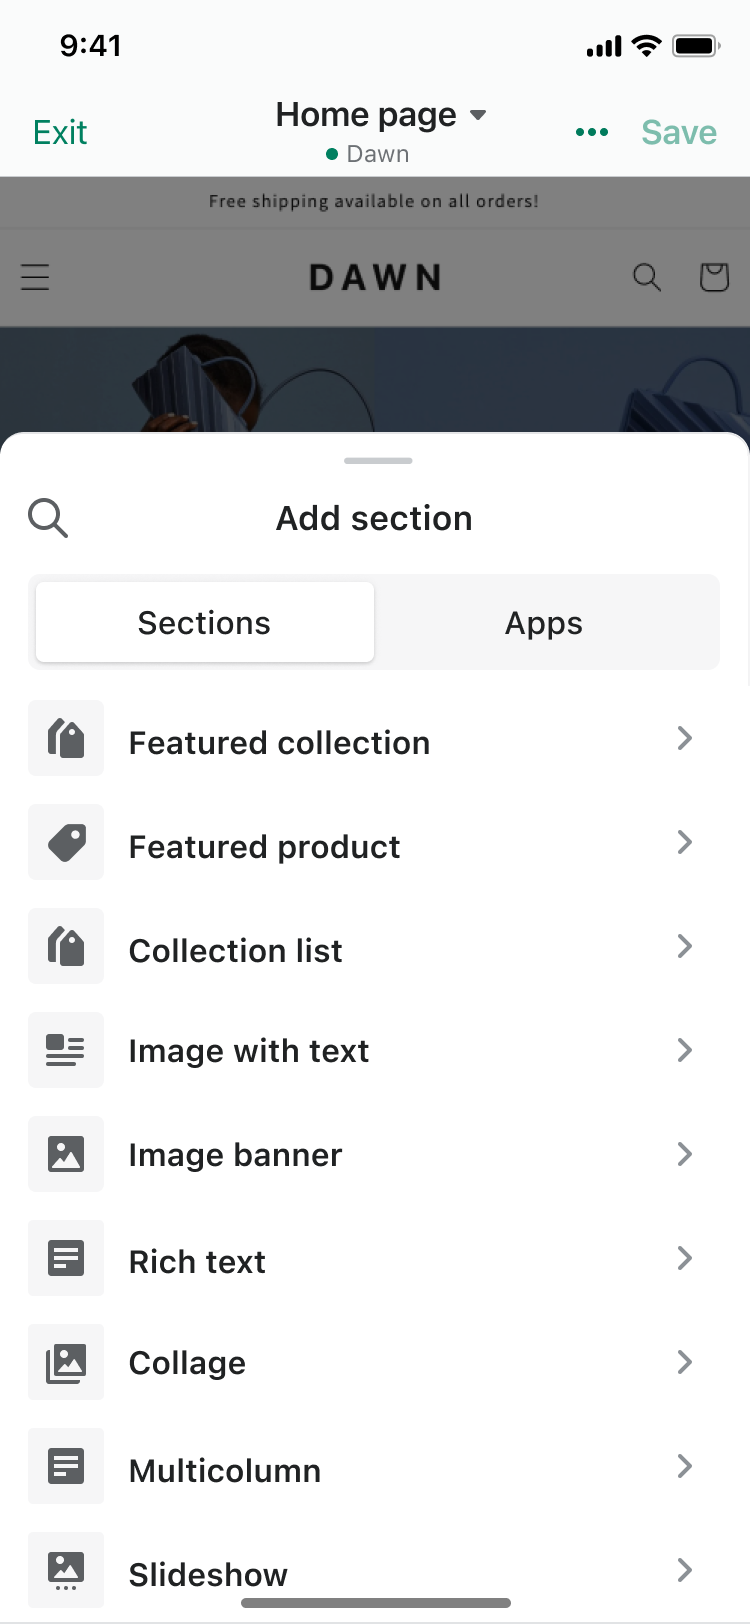 9:41
Exit
Home page
Save
Dawn
Free shipping available on all orders!
DAWN
Add section
Sections
Apps
Featured collection
Featured product
Collection list
Image with text
Image banner
Rich text
Collage
Multicolumn
Slideshow